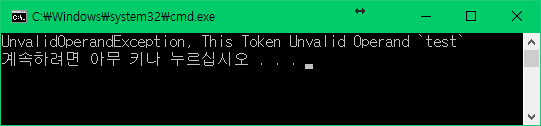 C:₩Windows₩system32₩cmd.exe
UnvalidOperandException, This Token Unvalid Operand `test`
계속하려면 아무 키나 누르십시오 . . .